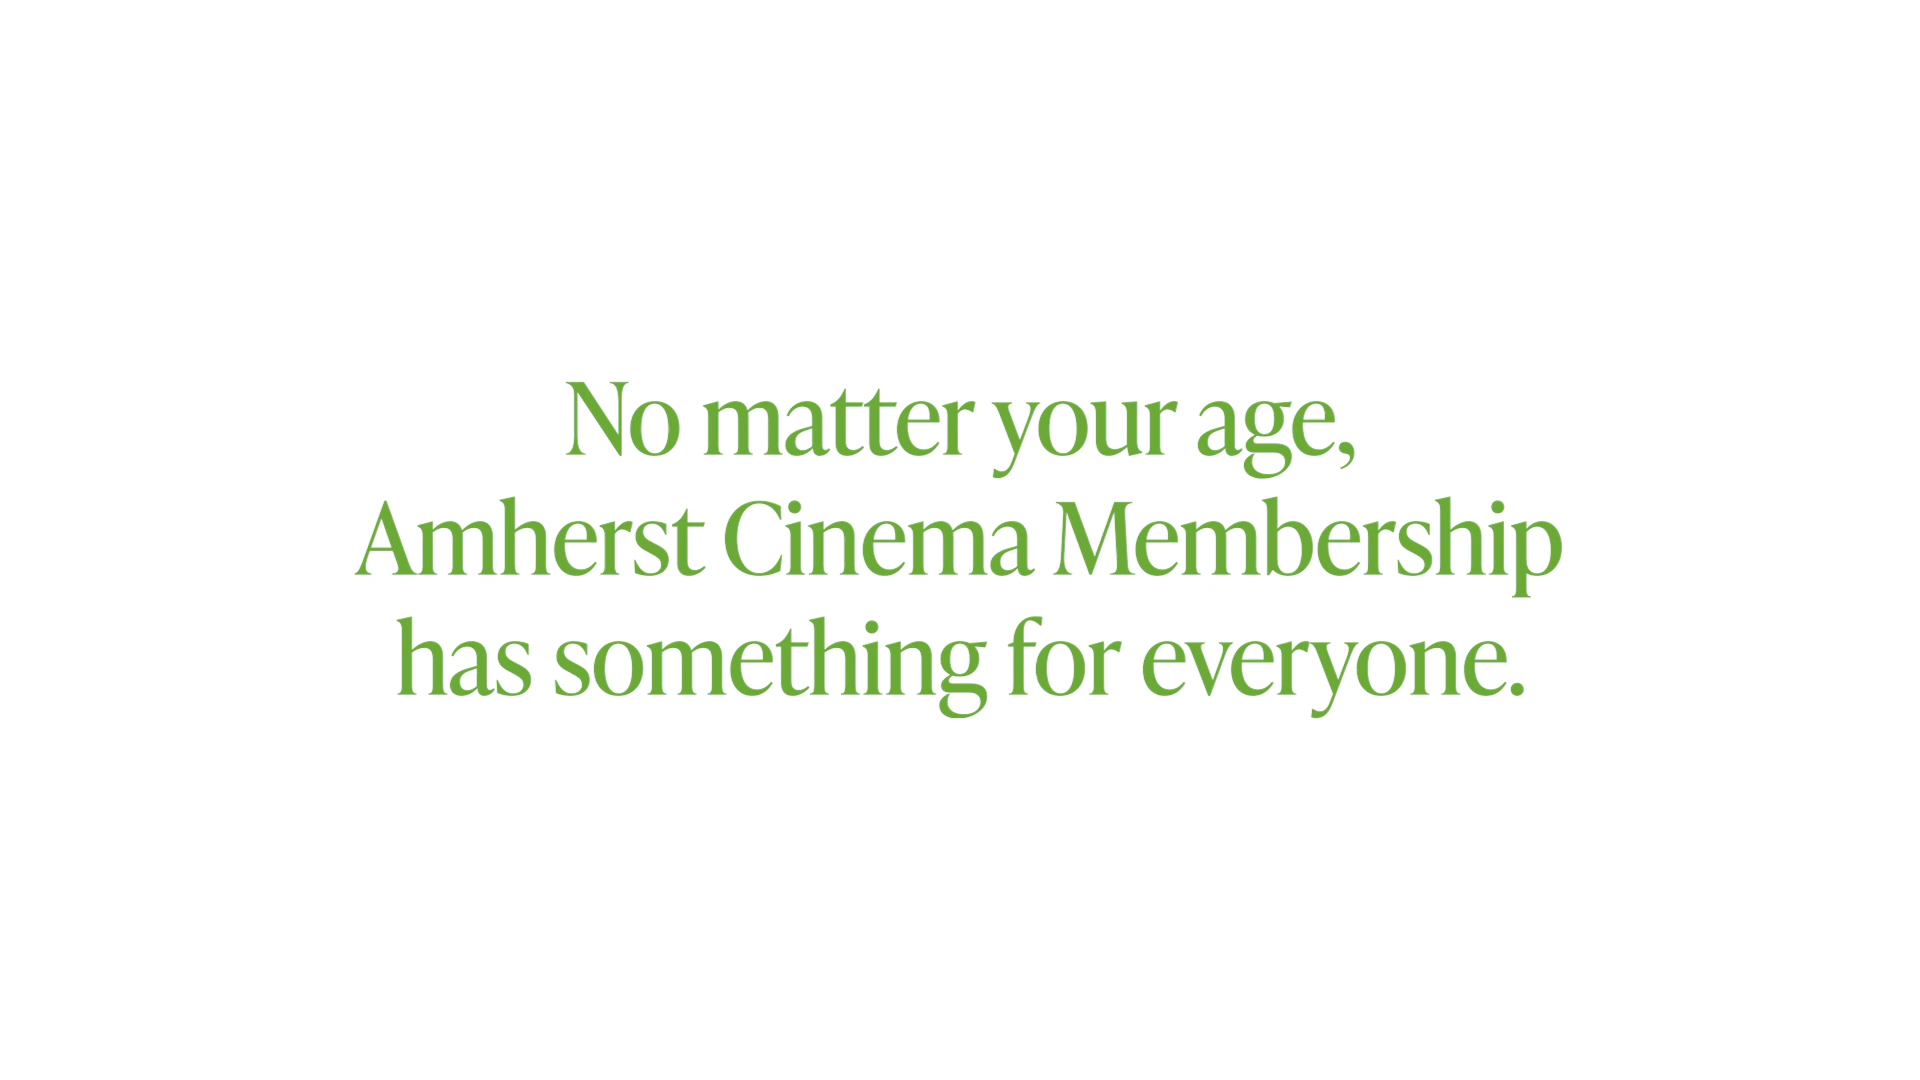 No matter your age,
Amherst Cinema Membership
has something for everyone.